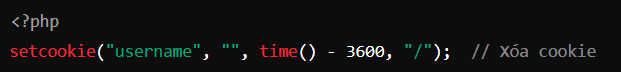 <?php
setcookie("username", "", time() - 3600, "/");  // Xóa cookie